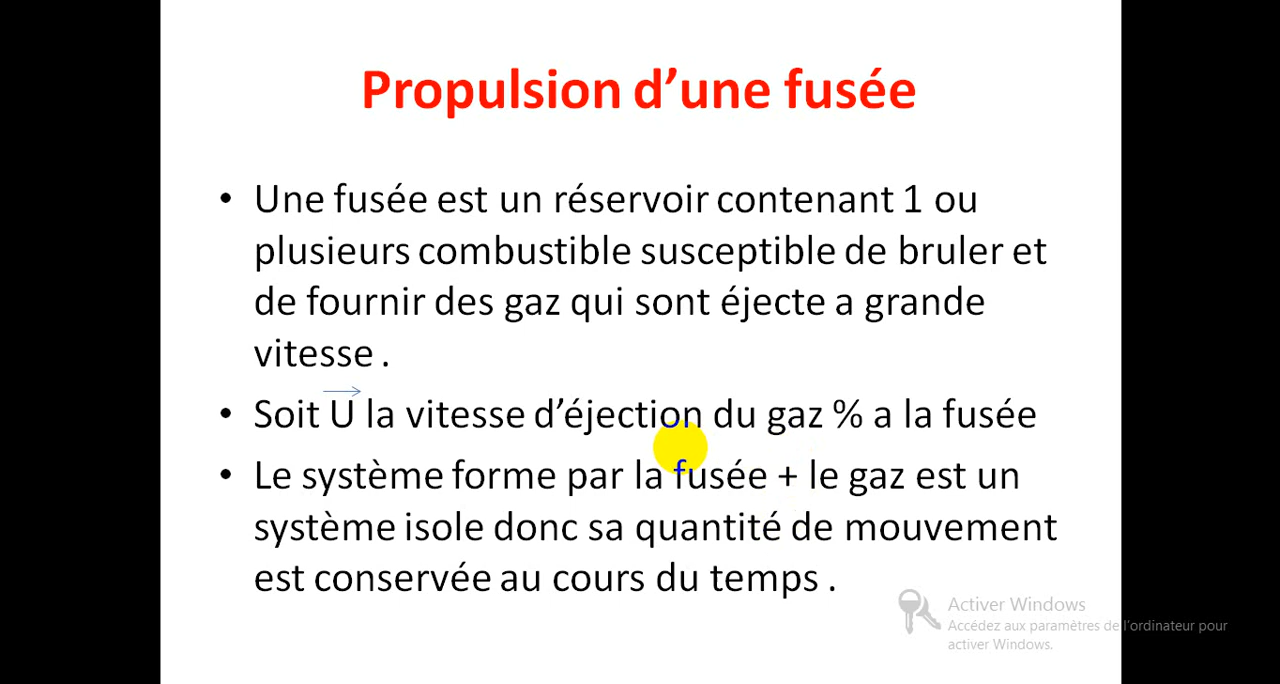 Propulsion d’une fusée
• Une fusée est un réservoir contenant 1 ou
plusieurs combustible susceptible de bruler et
de fournir des gaz qui sont éjecte a grande
vitesse .
• Soit U la vitesse d’éjection du gaz % a la fusée
• Le système forme par la fusée + le gaz est un
système isole donc sa quantité de mouvement
est conservée au cours du temps .
Activer Windows
Accédez aux paramètres de l’ordinateur pour
activer Windows.